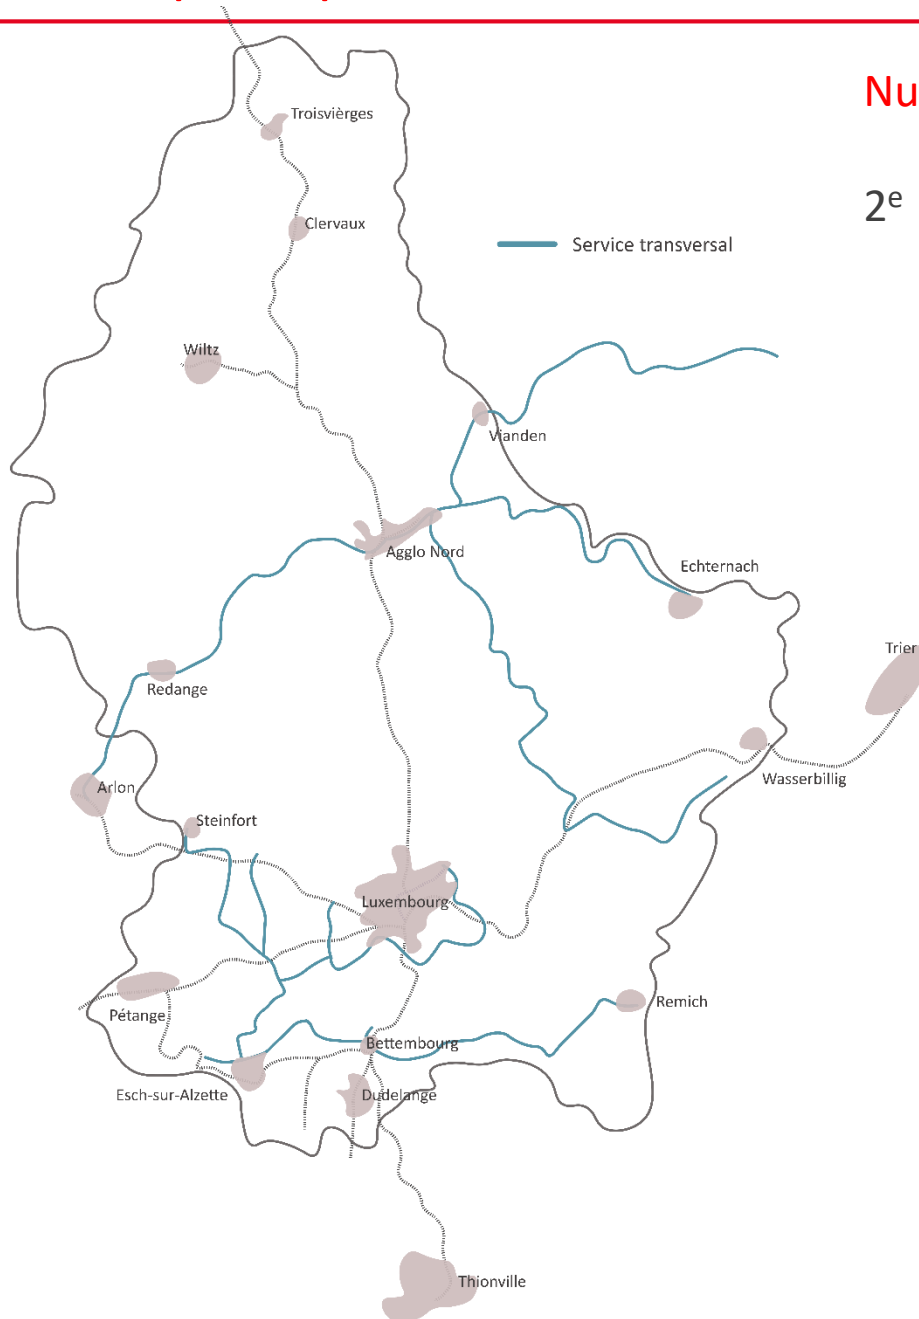 Nu
Troisvièrges
2e
Clervaux
Service transversal
Wiltz
Vianden
Agglo Nord
Echternach
Trier
Redange
Wasserbillig
Arlon
Steinfort
Luxembourg
Remich
Pétange
Bettembourg
Esch-sur-Alzette
Dudelange
Thionville